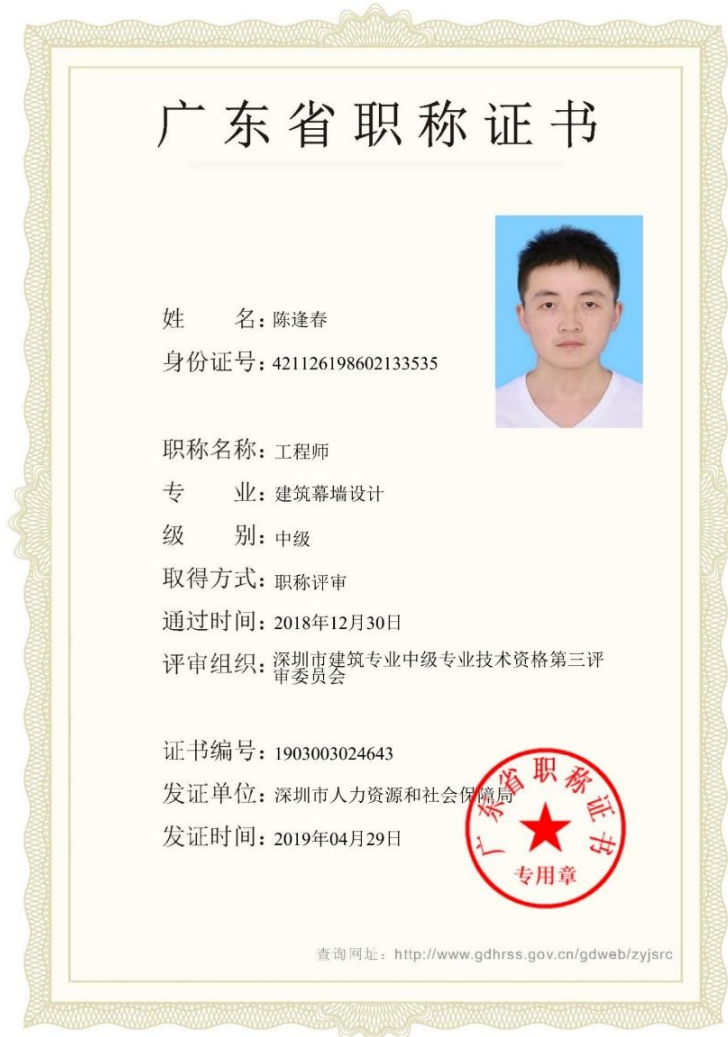 广东省职称证书
姓 名：陈逢春
身份证号：421126198602133535
职称名称：工程师
专 业：建筑幕墙设计
级 别：中级
取得方式：职称评审
通过时间：2018年12月30日
评审组织：深圳市建筑专业中级专业技术资格第三评
审委员会
证书编号：1903003024643
发证单位：深圳市人力资源和社会保障局
发证时间：2019年04月29日
广东省职称证书
专用章
查询网址：http://www.gdhrss.gov.cn/gdweb/zyjsrc